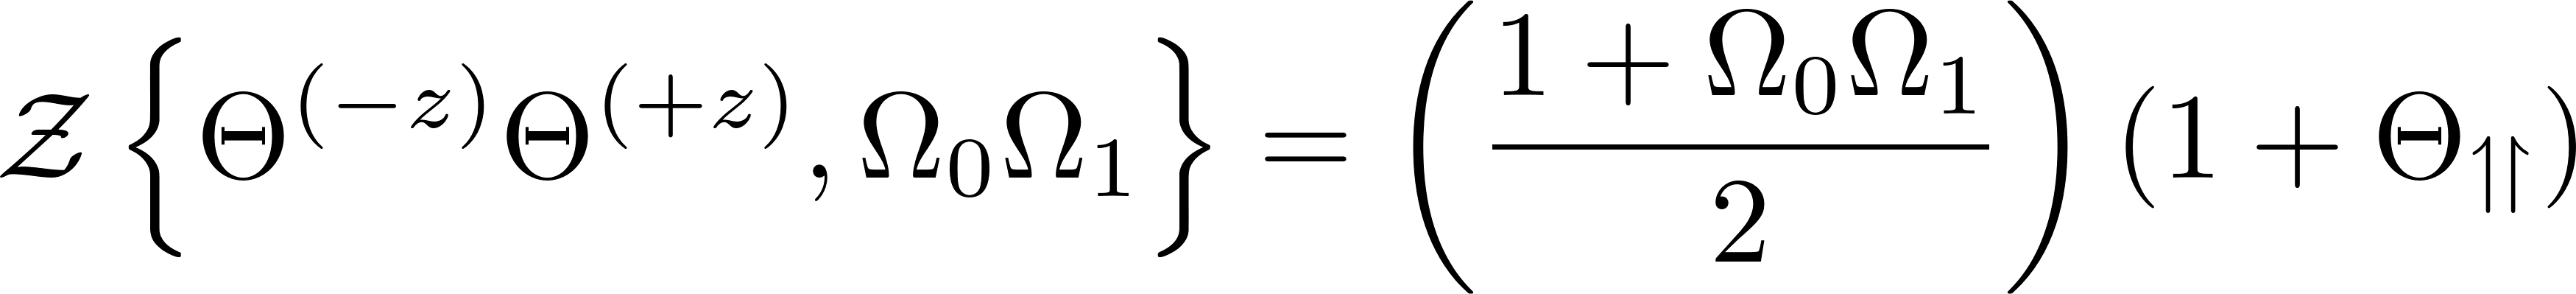 𝓏{Θ⁽⁻ᶻ⁾Θ⁽⁺ᶻ⁾, Ω₀Ω₁} = ((1 + Ω₀Ω₁)/2) (1 + Θ_⥮)